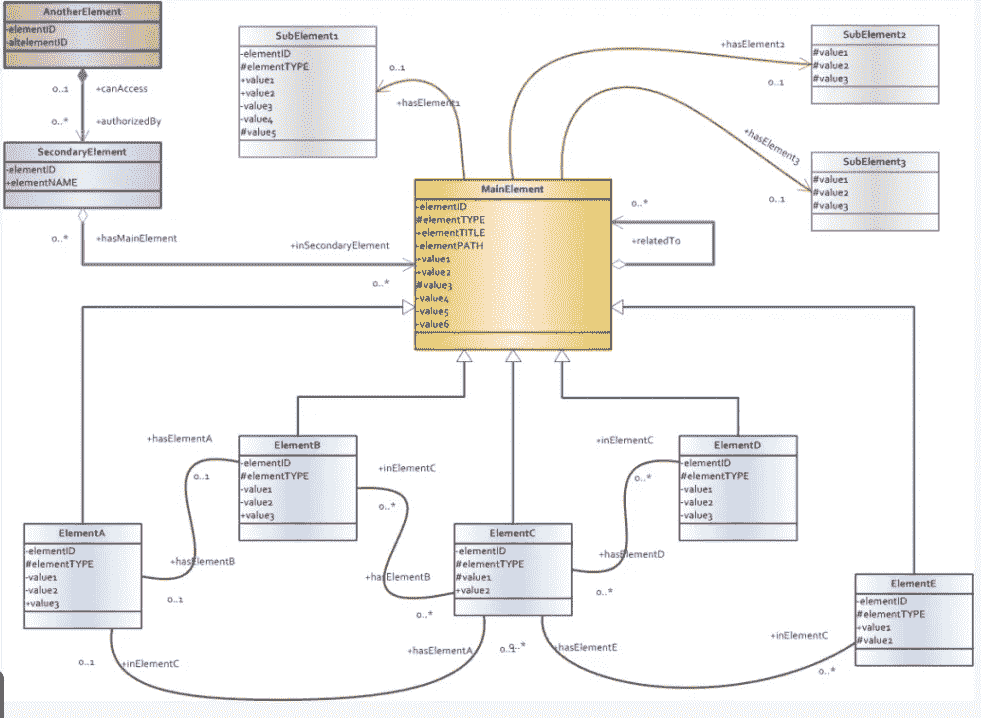 AnotherElement
-elementID
-altelementID
0..1
+canAccess
0..*
+authorizedBy
SecondaryElement
-elementID
+elementNAME
0..*
+hasMainElement
+inSecondaryElement
0..*
SubElement1
-elementID
#elementTYPE
+value1
+value2
-value3
-value4
#value5
0..1
+hasElement1
+hasElement2
0..1
SubElement2
#value1
#value2
#value3
+hasElement3
0..1
SubElement3
#value1
#value2
#value3
MainElement
-elementID
#elementTYPE
+elementTITLE
+elementPATH
+value1
+value2
#value3
-value4
-value5
-value6
0..*
+relatedTo
ElementB
-elementID
#elementTYPE
-value1
-value2
+value3
+hasElementA
0..1
+hasElementB
0..1
ElementA
-elementID
#elementTYPE
-value1
-value2
+value3
+inElementC
0..*
+hasElementB
0..*
ElementC
-elementID
#elementTYPE
#value1
+value2
+inElementC
0..*
+hasElementD
0..*
ElementD
-elementID
#elementTYPE
-value1
-value2
-value3
ElementE
-elementID
#elementTYPE
+value1
#value2
0..1
+inElementC
+hasElementA
0..*
+hasElementE
+inElementC
0..*